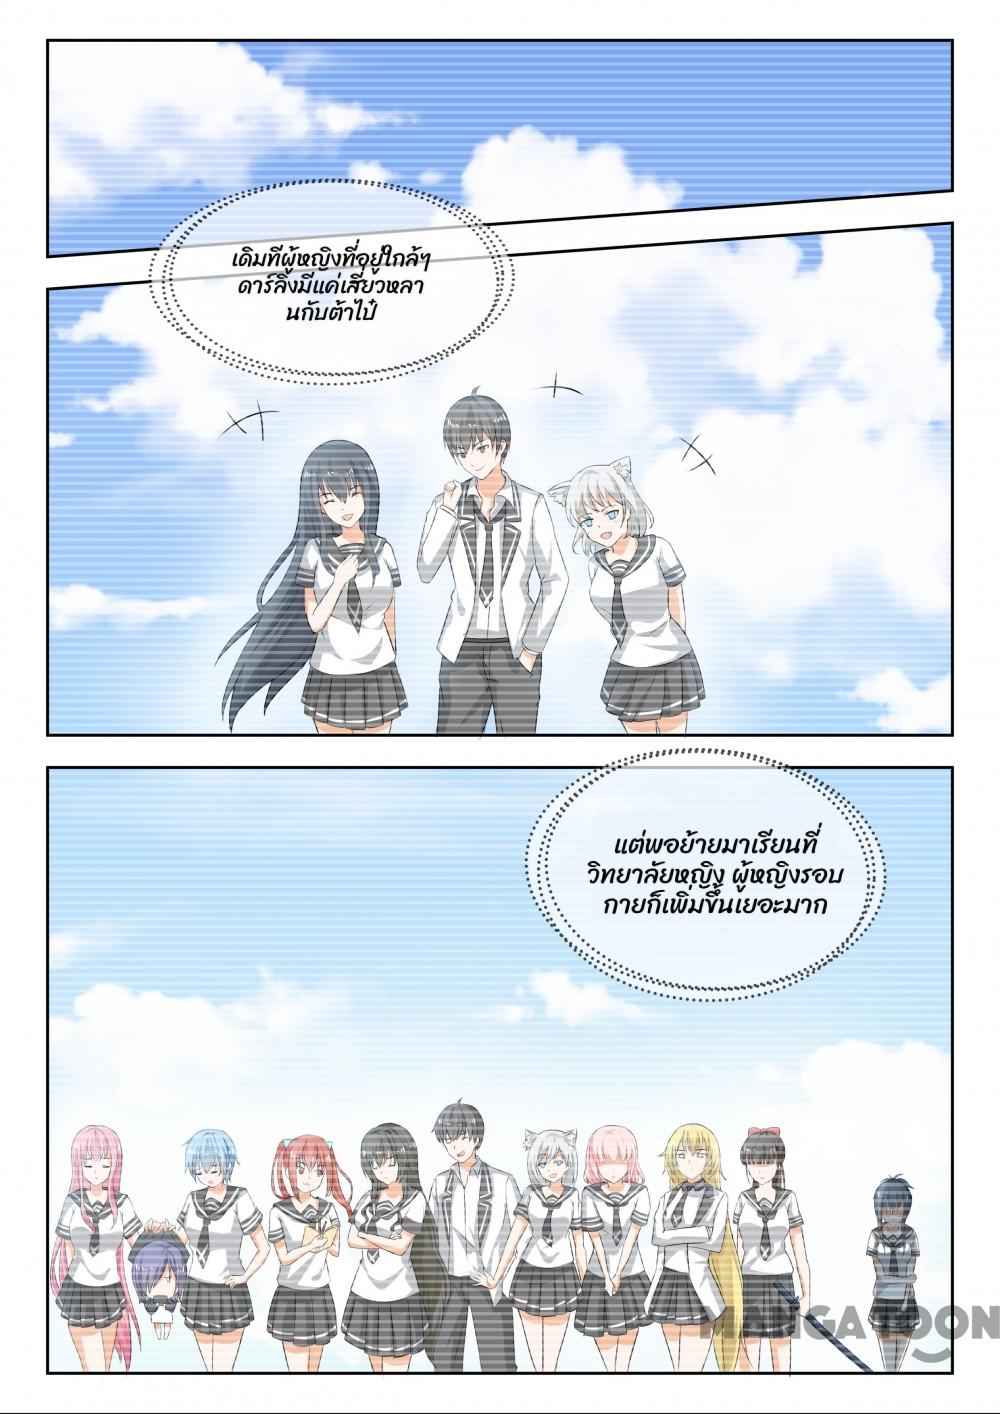 เดิมทีผู้หญิงที่อยู่ใกล้ๆ
ดาร์ลิ่งมีแค่เสี่ยวหลา
นกับต้าไป๋
แต่พอย้ายมาเรียนที่
วิทยาลัยหญิง ผู้หญิงรอบ
กายก็เพิ่มขึ้นเยอะมาก
MANGATOON